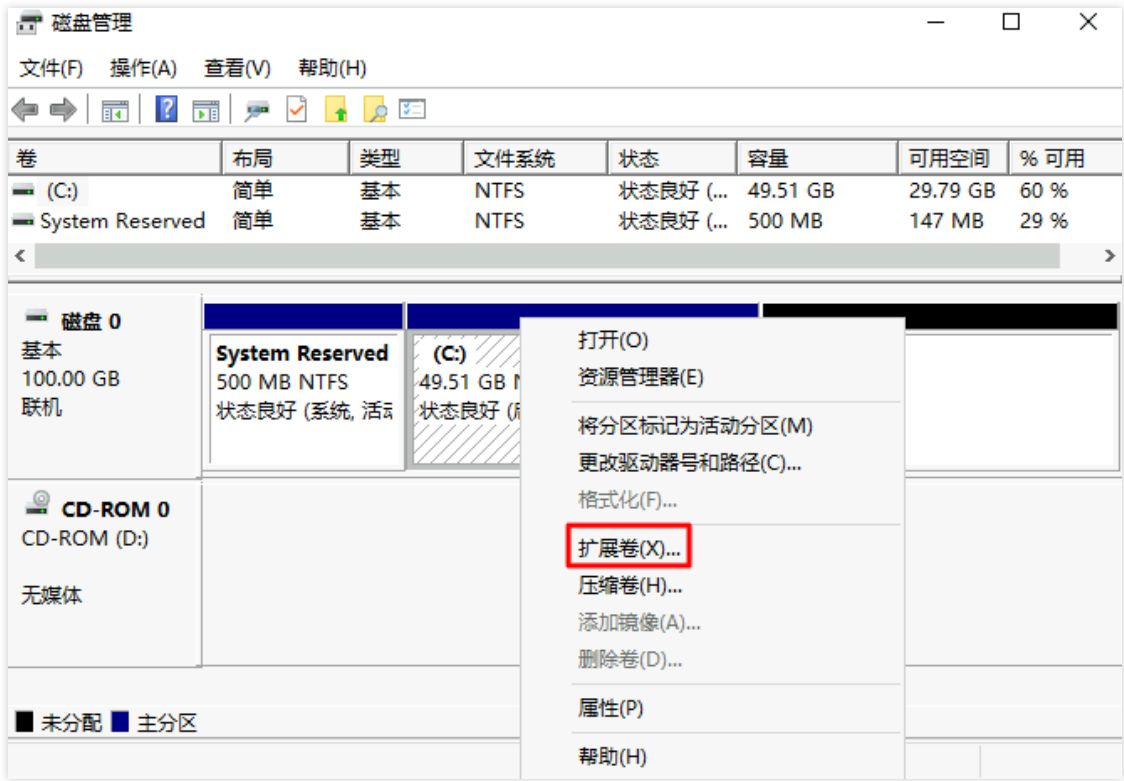 磁盘管理
文件(F) 操作(A) 查看(V) 帮助(H)
卷 布局 类型 文件系统 状态 容量 可用空间 % 可用
(C:) 简单 基本 NTFS 状态良好 (... 49.51 GB 29.79 GB 60 %
System Reserved 简单 基本 NTFS 状态良好 (... 500 MB 147 MB 29 %
磁盘 0
基本
100.00 GB
联机
System Reserved
500 MB NTFS
状态良好 (系统, 活动
(C:)
49.51 GB
状态良好 (
打开(O)
资源管理器(E)
将分区标记为活动分区(M)
更改驱动器号和路径(C)...
格式化(F)...
扩展卷(X)...
压缩卷(H)...
添加镜像(A)...
删除卷(D)...
属性(P)
帮助(H)
CD-ROM 0
CD-ROM (D:)
无媒体
未分配 主分区